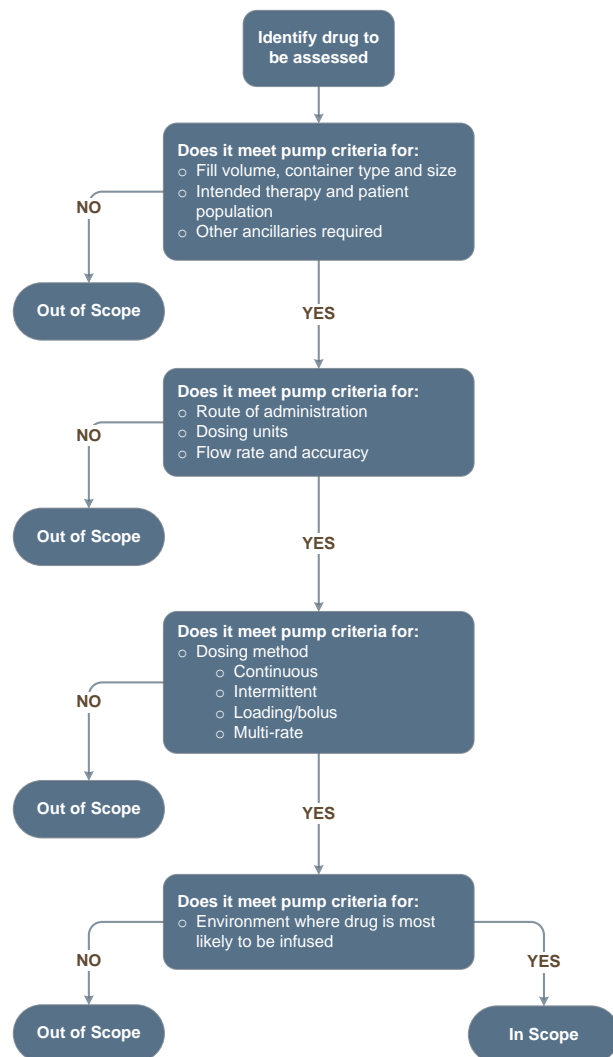 Identify drug to
be assessed
Does it meet pump criteria for:
○ Fill volume, container type and size
○ Intended therapy and patient
population
○ Other ancillaries required
NO
Out of Scope
YES
Does it meet pump criteria for:
○ Route of administration
○ Dosing units
○ Flow rate and accuracy
NO
Out of Scope
YES
Does it meet pump criteria for:
○ Dosing method
○ Continuous
○ Intermittent
○ Loading/bolus
○ Multi-rate
NO
Out of Scope
YES
Does it meet pump criteria for:
○ Environment where drug is most
likely to be infused
NO
YES
Out of Scope
In Scope